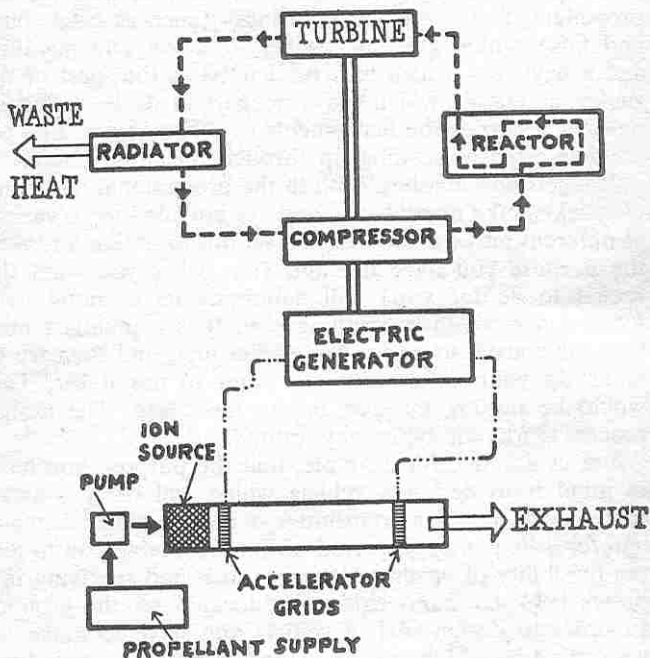 TURBINE
WASTE
HEAT
RADIATOR
REACTOR
COMPRESSOR
ELECTRIC
GENERATOR
ION
SOURCE
PUMP
EXHAUST
ACCELERATOR
GRIDS
PROPELLANT SUPPLY